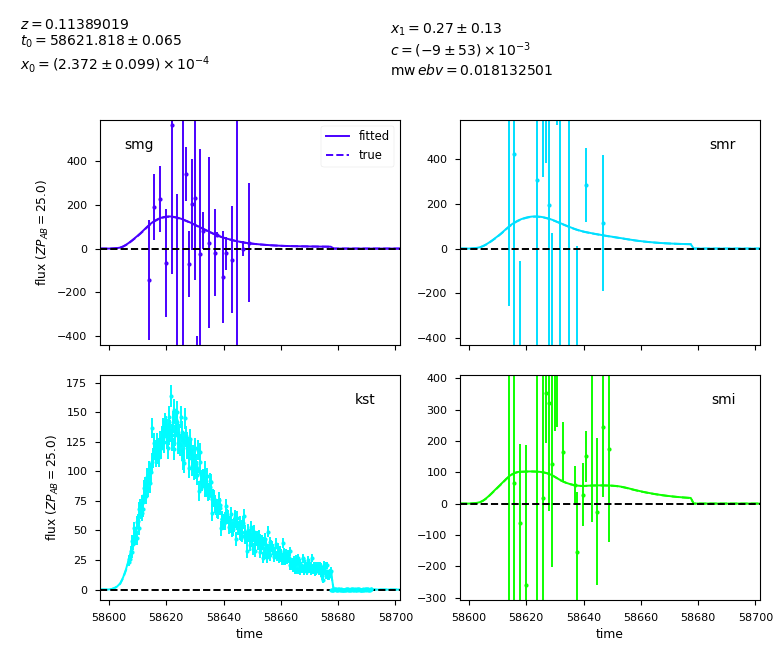 z = 0.11389019
t₀ = 58621.818 ± 0.065
x₀ = (2.372 ± 0.099) × 10⁻⁴
x₁ = 0.27 ± 0.13
c = (−9 ± 53) × 10⁻³
mw ebv = 0.018132501
smg
fitted
true
400
200
0
−200
−400
flux (ZP_AB = 25.0)
smr
400
200
0
−200
−400
kst
175
150
125
100
75
50
25
0
flux (ZP_AB = 25.0)
58600 58620 58640 58660 58680 58700
time
smi
400
300
200
100
0
−100
−200
−300
58600 58620 58640 58660 58680 58700
time